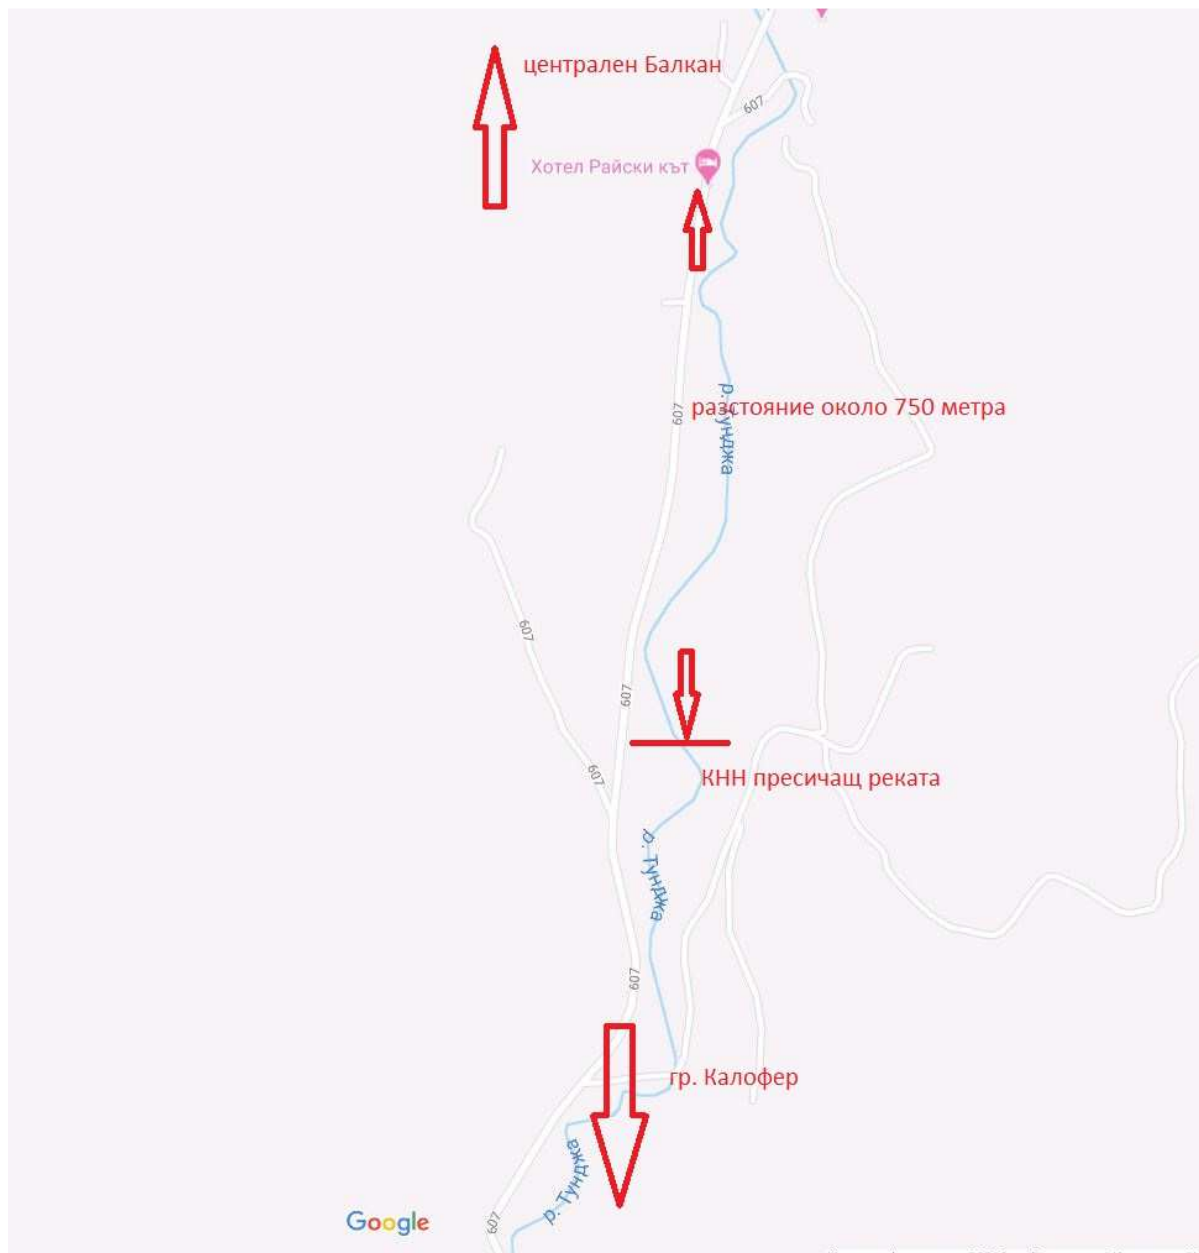 централен Балкан
607
Хотел Райски кът
р. Тунджа
разстояние около 750 метра
607
607
607
607
КНН пресичащ реката
р. Тунджа
607
гр. Калофер
р. Тунджа
Google
607